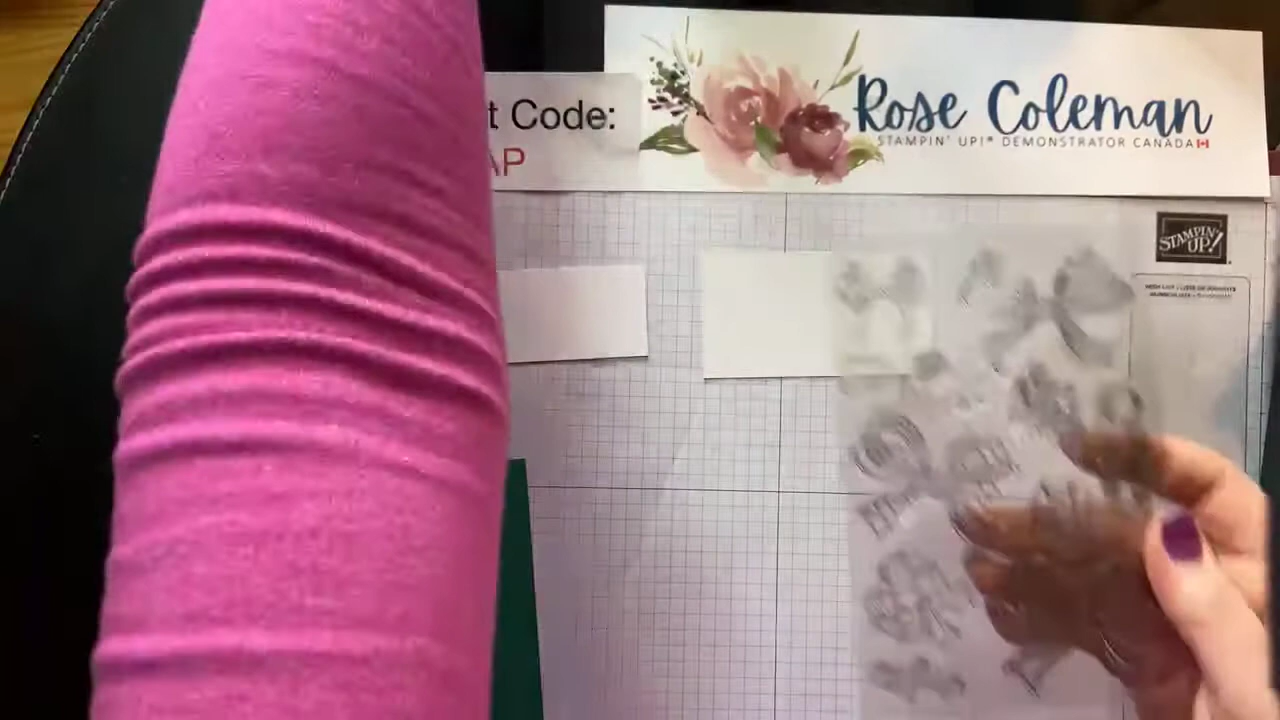 t Code:
AP
Rose Coleman
STAMPIN' UP!® DEMONSTRATOR CANADA
STAMPIN' UP!